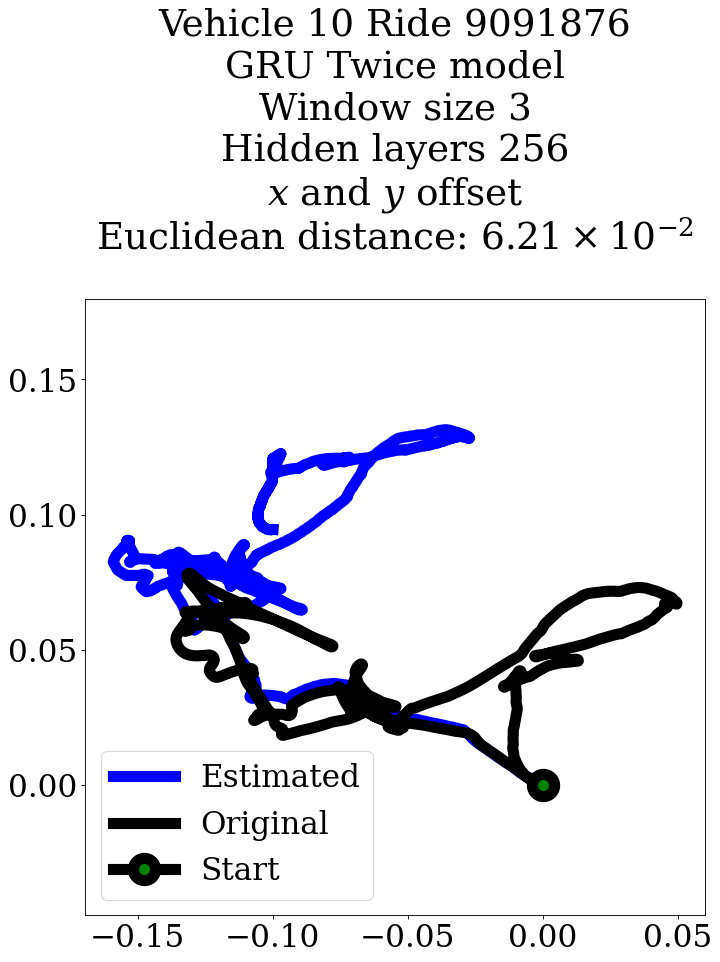 Vehicle 10 Ride 9091876
GRU Twice model
Window size 3
Hidden layers 256
x and y offset
Euclidean distance: 6.21 × 10⁻²
0.15
0.10
0.05
0.00
Estimated
Original
Start
−0.15 −0.10 −0.05 0.00 0.05